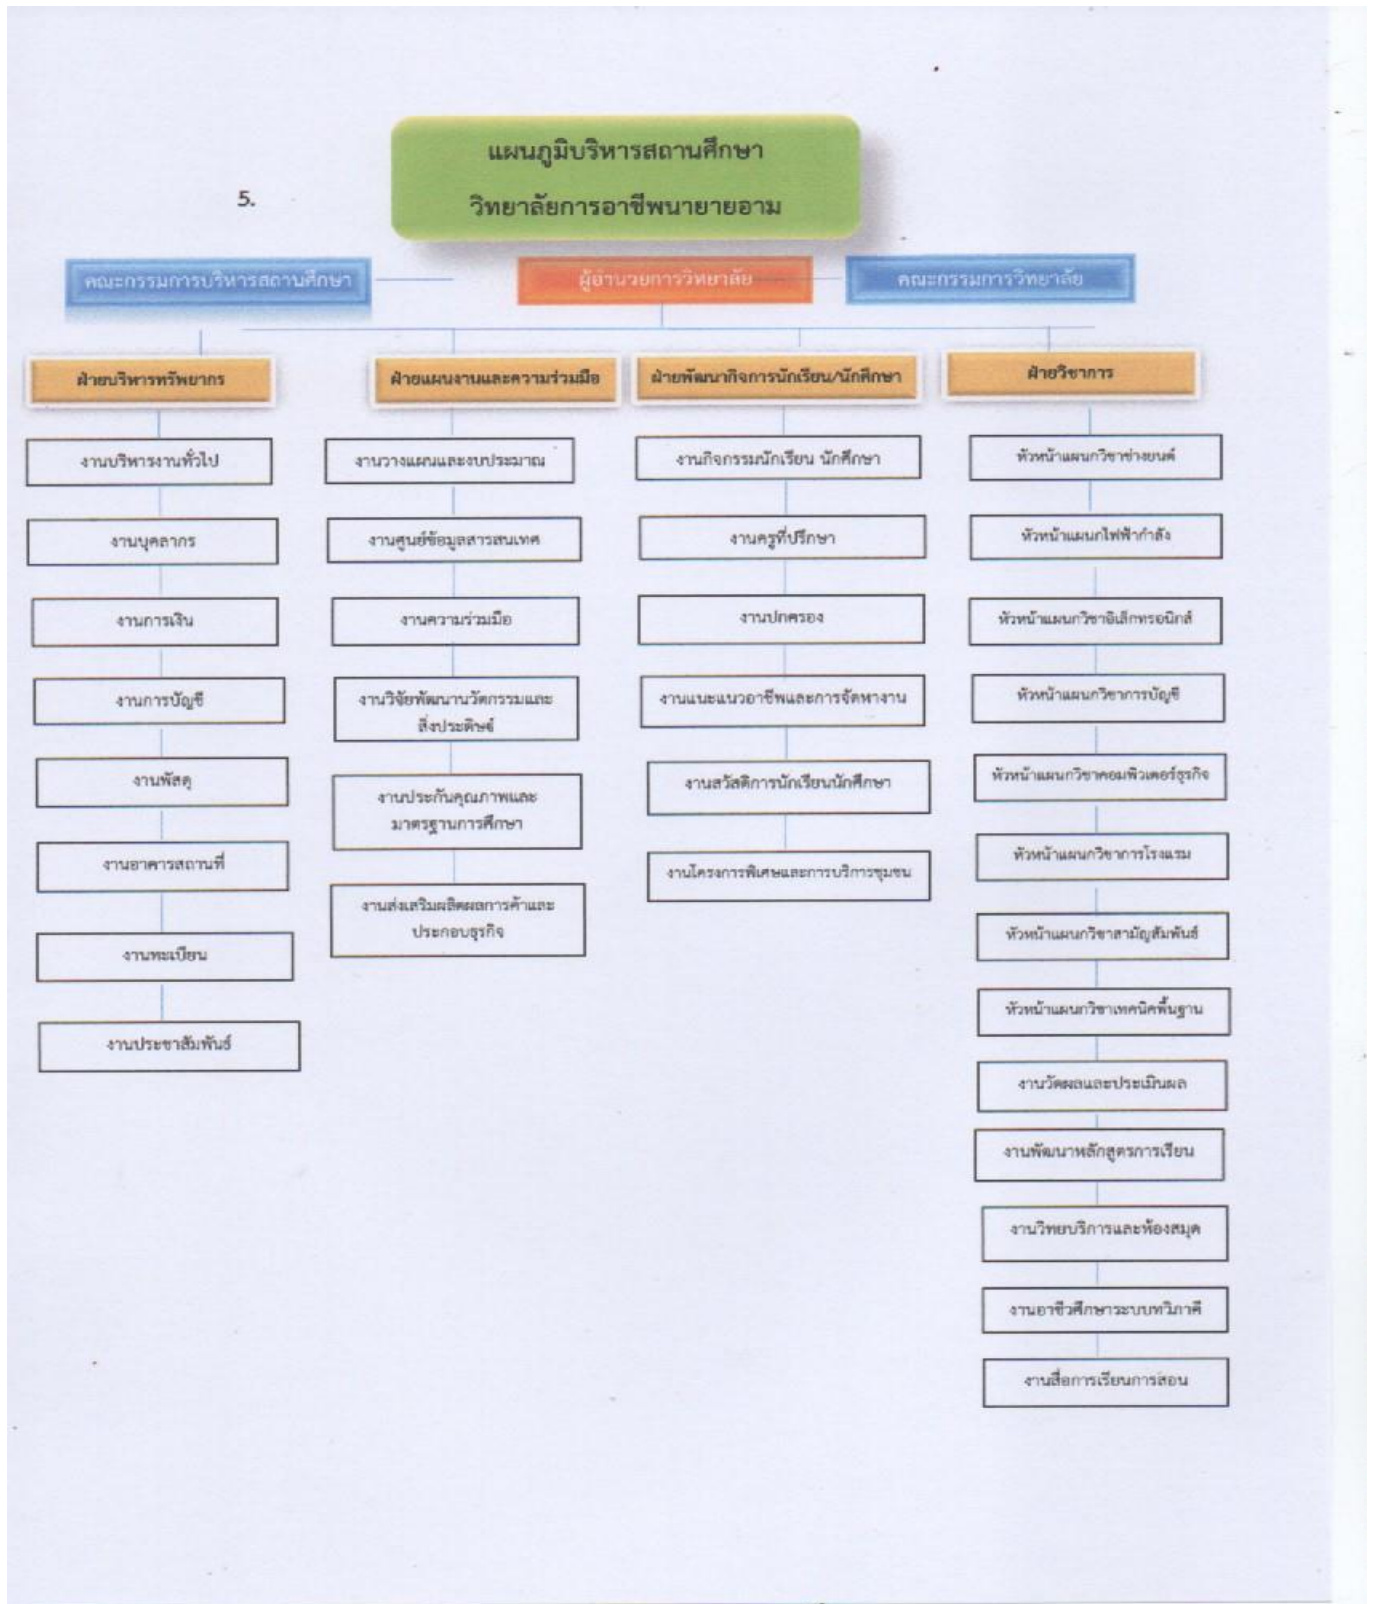 แผนภูมิบริหารสถานศึกษา
5.
วิทยาลัยการอาชีพนายายอาม
คณะกรรมการบริหารสถานศึกษา
ผู้อำนวยการวิทยาลัย
คณะกรรมการวิทยาลัย
ฝ่ายบริหารทรัพยากร
งานบริหารงานทั่วไป
งานบุคลากร
งานการเงิน
งานการบัญชี
งานพัสดุ
งานอาคารสถานที่
งานทะเบียน
งานประชาสัมพันธ์
ฝ่ายแผนงานและความร่วมมือ
งานวางแผนและงบประมาณ
งานศูนย์ข้อมูลสารสนเทศ
งานความร่วมมือ
งานวิจัยพัฒนานวัตกรรมและ
สิ่งประดิษฐ์
งานประกันคุณภาพและ
มาตรฐานการศึกษา
งานส่งเสริมผลิตผลการค้าและ
ประกอบธุรกิจ
ฝ่ายพัฒนากิจการนักเรียน/นักศึกษา
งานกิจกรรมนักเรียน นักศึกษา
งานครูที่ปรึกษา
งานปกครอง
งานแนะแนวอาชีพและการจัดหางาน
งานสวัสดิการนักเรียนนักศึกษา
งานโครงการพิเศษและการบริการชุมชน
ฝ่ายวิชาการ
หัวหน้าแผนกวิชาช่างยนต์
หัวหน้าแผนกไฟฟ้ากำลัง
หัวหน้าแผนกวิชาอิเล็กทรอนิกส์
หัวหน้าแผนกวิชาการบัญชี
หัวหน้าแผนกวิชาคอมพิวเตอร์ธุรกิจ
หัวหน้าแผนกวิชาการโรงแรม
หัวหน้าแผนกวิชาสามัญสัมพันธ์
หัวหน้าแผนกวิชาเทคนิคพื้นฐาน
งานวัดผลและประเมินผล
งานพัฒนาหลักสูตรการเรียน
งานวิทยบริการและห้องสมุด
งานอาชีวศึกษาระบบทวิภาคี
งานสื่อการเรียนการสอน